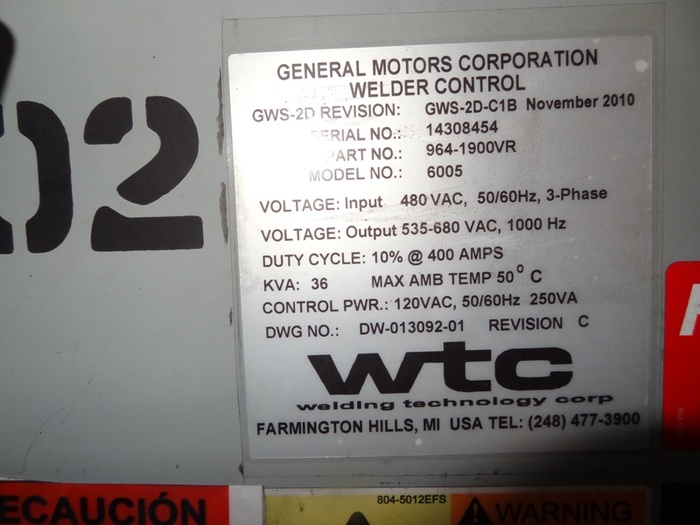 02
GENERAL MOTORS CORPORATION
WELDER CONTROL
GWS-2D REVISION: GWS-2D-C1B November 2010
SERIAL NO.: 14308454
PART NO.: 964-1900VR
MODEL NO.: 6005
VOLTAGE: Input 480 VAC, 50/60Hz, 3-Phase
VOLTAGE: Output 535-680 VAC, 1000 Hz
DUTY CYCLE: 10% @ 400 AMPS
KVA: 36 MAX AMB TEMP 50° C
CONTROL PWR.: 120VAC, 50/60Hz 250VA
DWG NO.: DW-013092-01 REVISION C
wtc
welding technology corp
FARMINGTON HILLS, MI USA TEL: (248) 477-3900
ECAUCIÓN
804-5012EFS
WARNING